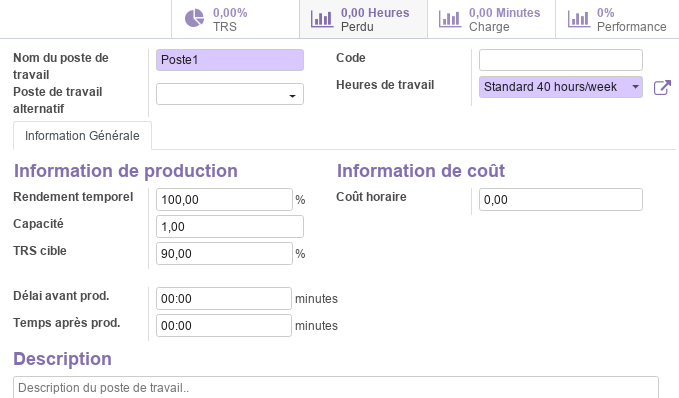 0,00%
TRS
0,00 Heures
Perdu
0,00 Minutes
Charge
0%
Performance
Nom du poste de
travail
Poste1
Poste de travail
alternatif
Code
Heures de travail
Standard 40 hours/week
Information Générale
Information de production
Rendement temporel
100,00 %
Capacité
1,00
TRS cible
90,00 %
Délai avant prod.
00:00 minutes
Temps après prod.
00:00 minutes
Information de coût
Coût horaire
0,00
Description
Description du poste de travail..